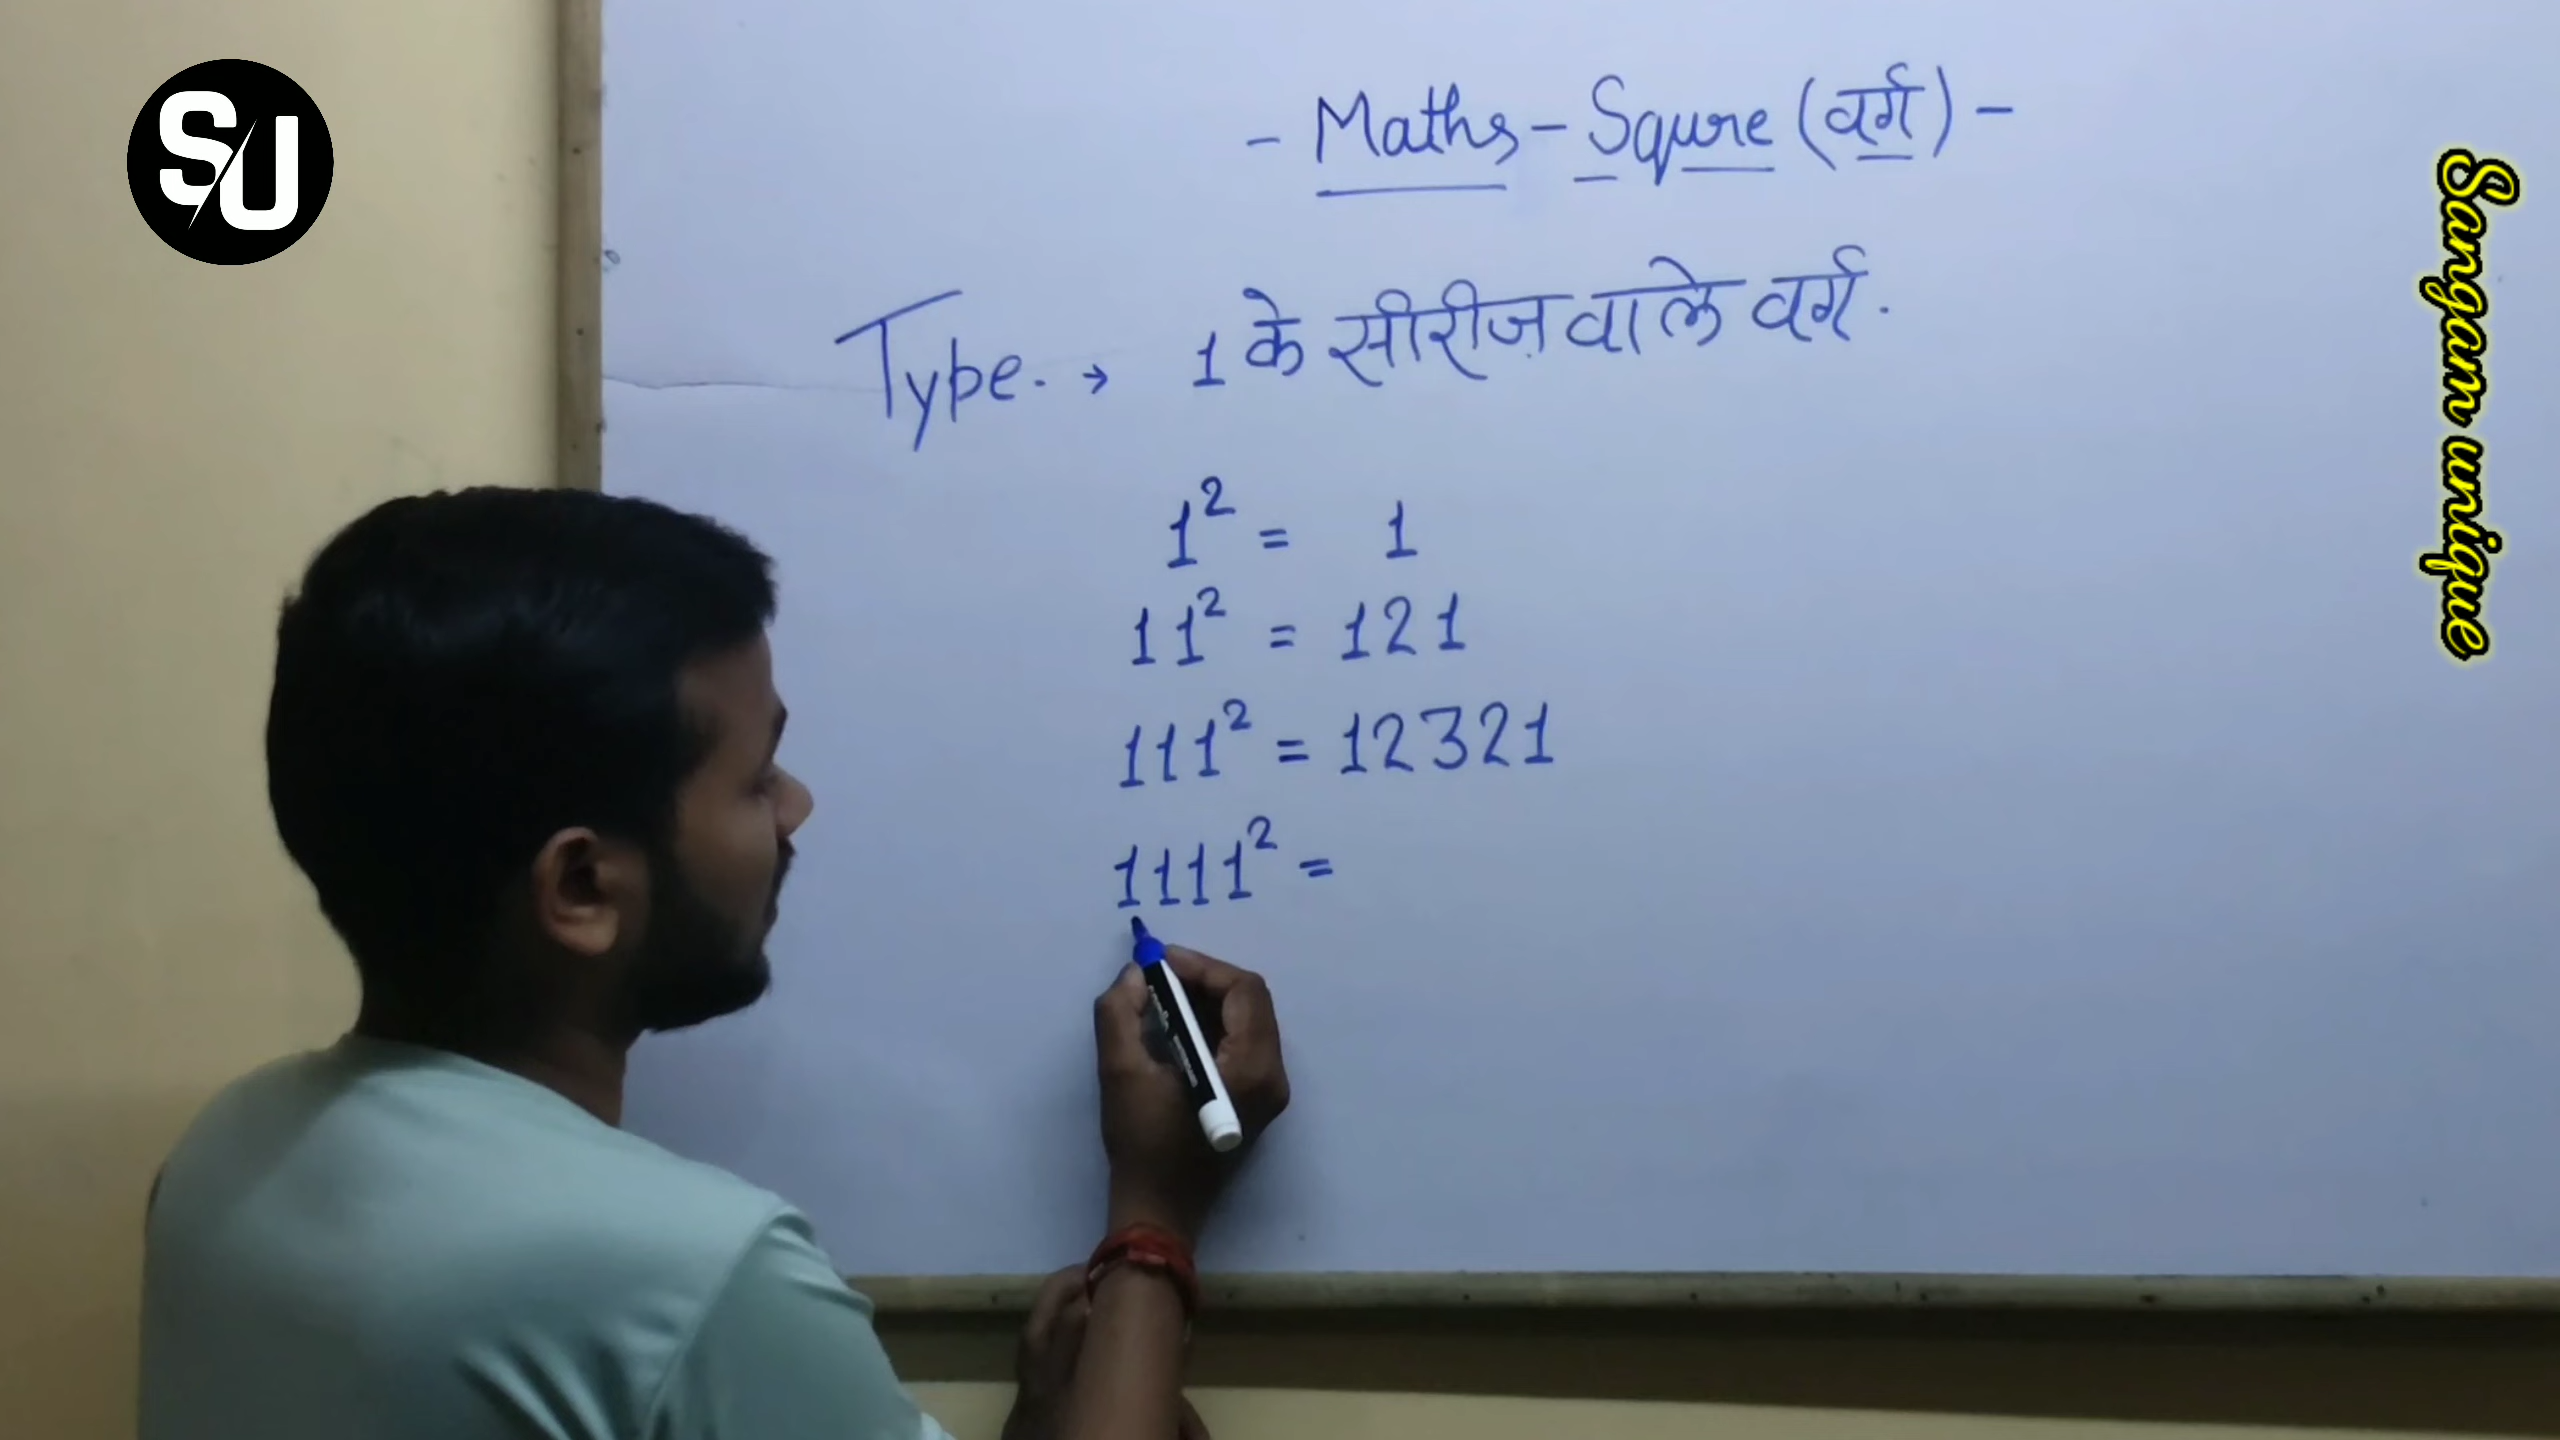 SU
- Maths - Squre (वर्ग) -
Sangam unique
Type. → 1 के सीरीज़ वाले वर्ग.
1² = 1
11² = 121
111² = 12321
1111² =